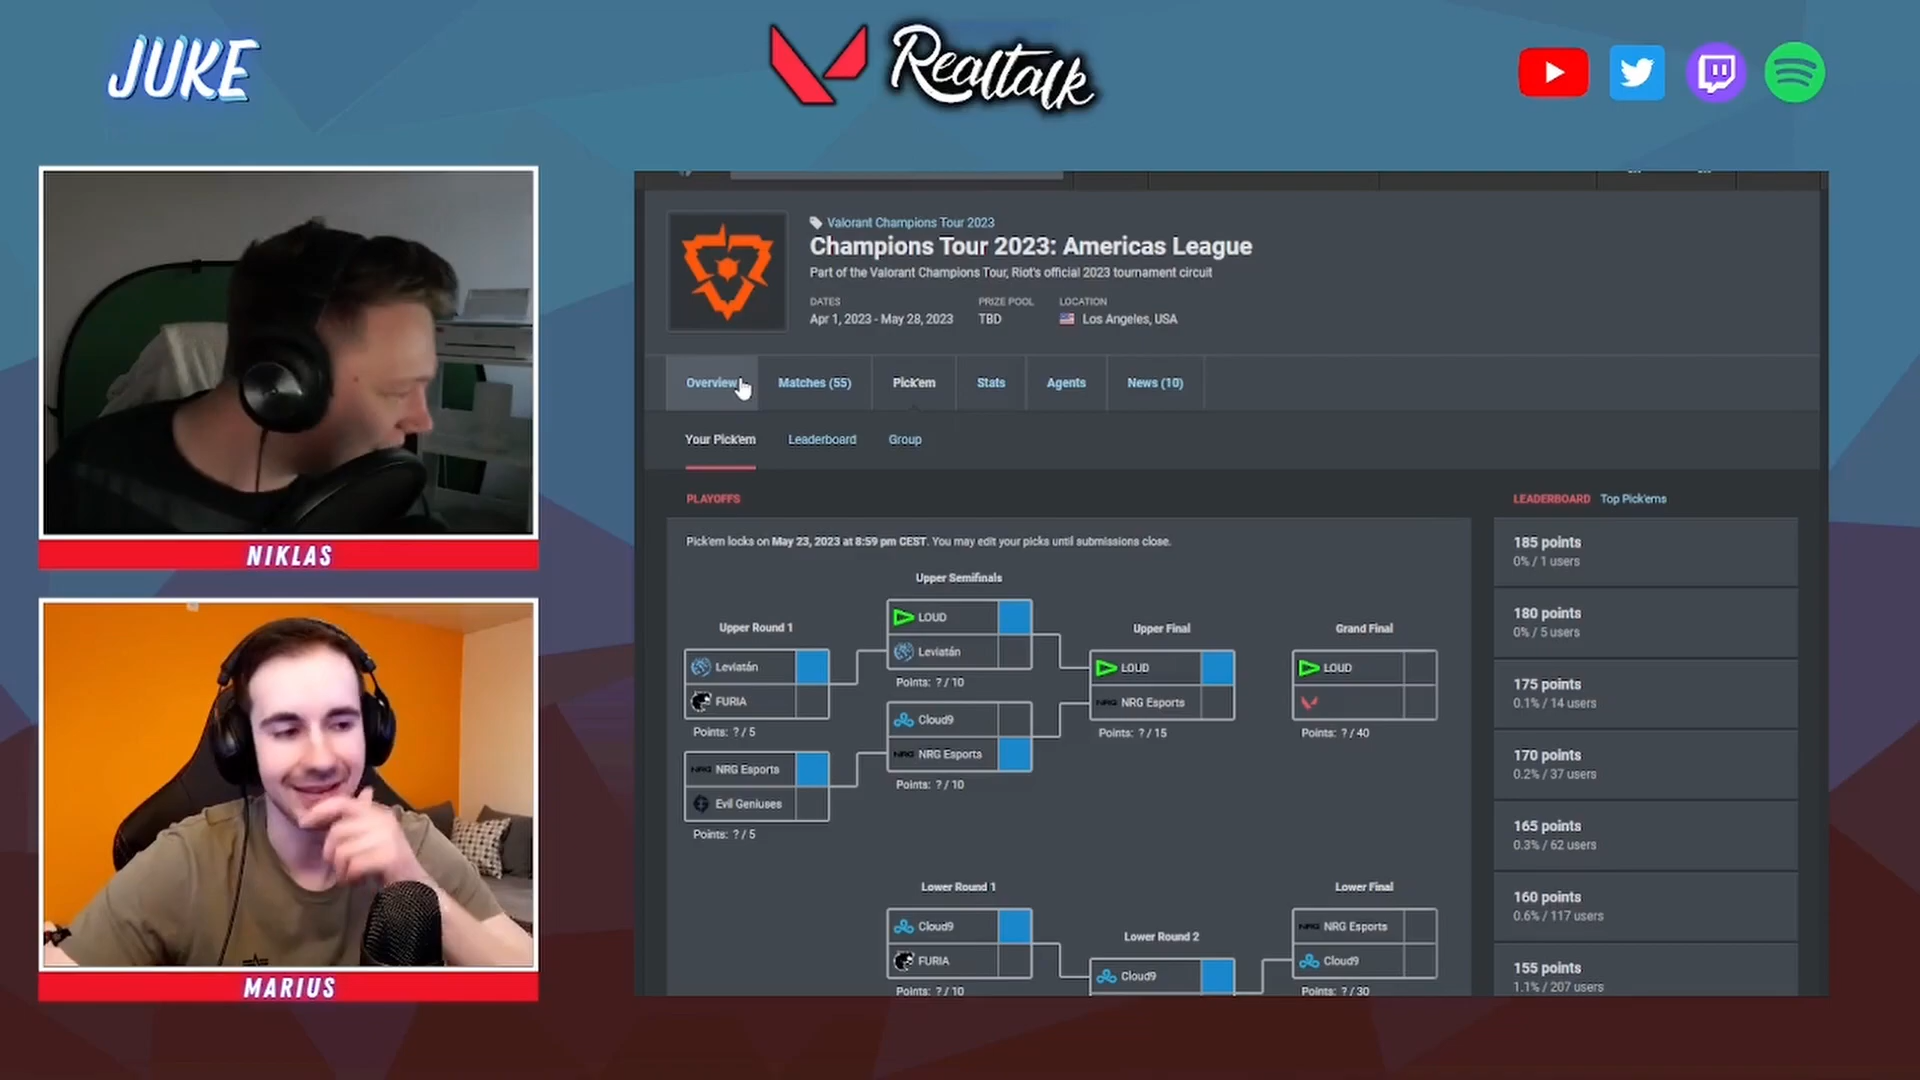 JUKE
Realtalk
NIKLAS
MARIUS
Valorant Champions Tour 2023
Champions Tour 2023: Americas League
Part of the Valorant Champions Tour, Riot's official 2023 tournament circuit
DATES
Apr 1, 2023 - May 28, 2023
PRIZE POOL
TBD
LOCATION
Los Angeles, USA
Overview
Matches (55)
Pick'em
Stats
Agents
News (10)
Your Pick'em
Leaderboard
Group
PLAYOFFS
Pick'em locks on May 23, 2023 at 8:59 pm CEST. You may edit your picks until submissions close.
Upper Round 1
Leviatán
FURIA
Points: ? / 5
NRG Esports
Evil Geniuses
Points: ? / 5
Upper Semifinals
LOUD
Leviatán
Points: ? / 10
Cloud9
NRG Esports
Points: ? / 10
Upper Final
LOUD
NRG Esports
Points: ? / 15
Grand Final
LOUD
Points: ? / 40
Lower Round 1
Cloud9
FURIA
Points: ? / 10
Lower Round 2
Cloud9
Lower Final
NRG Esports
Cloud9
Points: ? / 30
LEADERBOARD Top Pick'ems
185 points
0% / 1 users
180 points
0% / 5 users
175 points
0.1% / 14 users
170 points
0.2% / 37 users
165 points
0.3% / 62 users
160 points
0.6% / 117 users
155 points
1.1% / 207 users